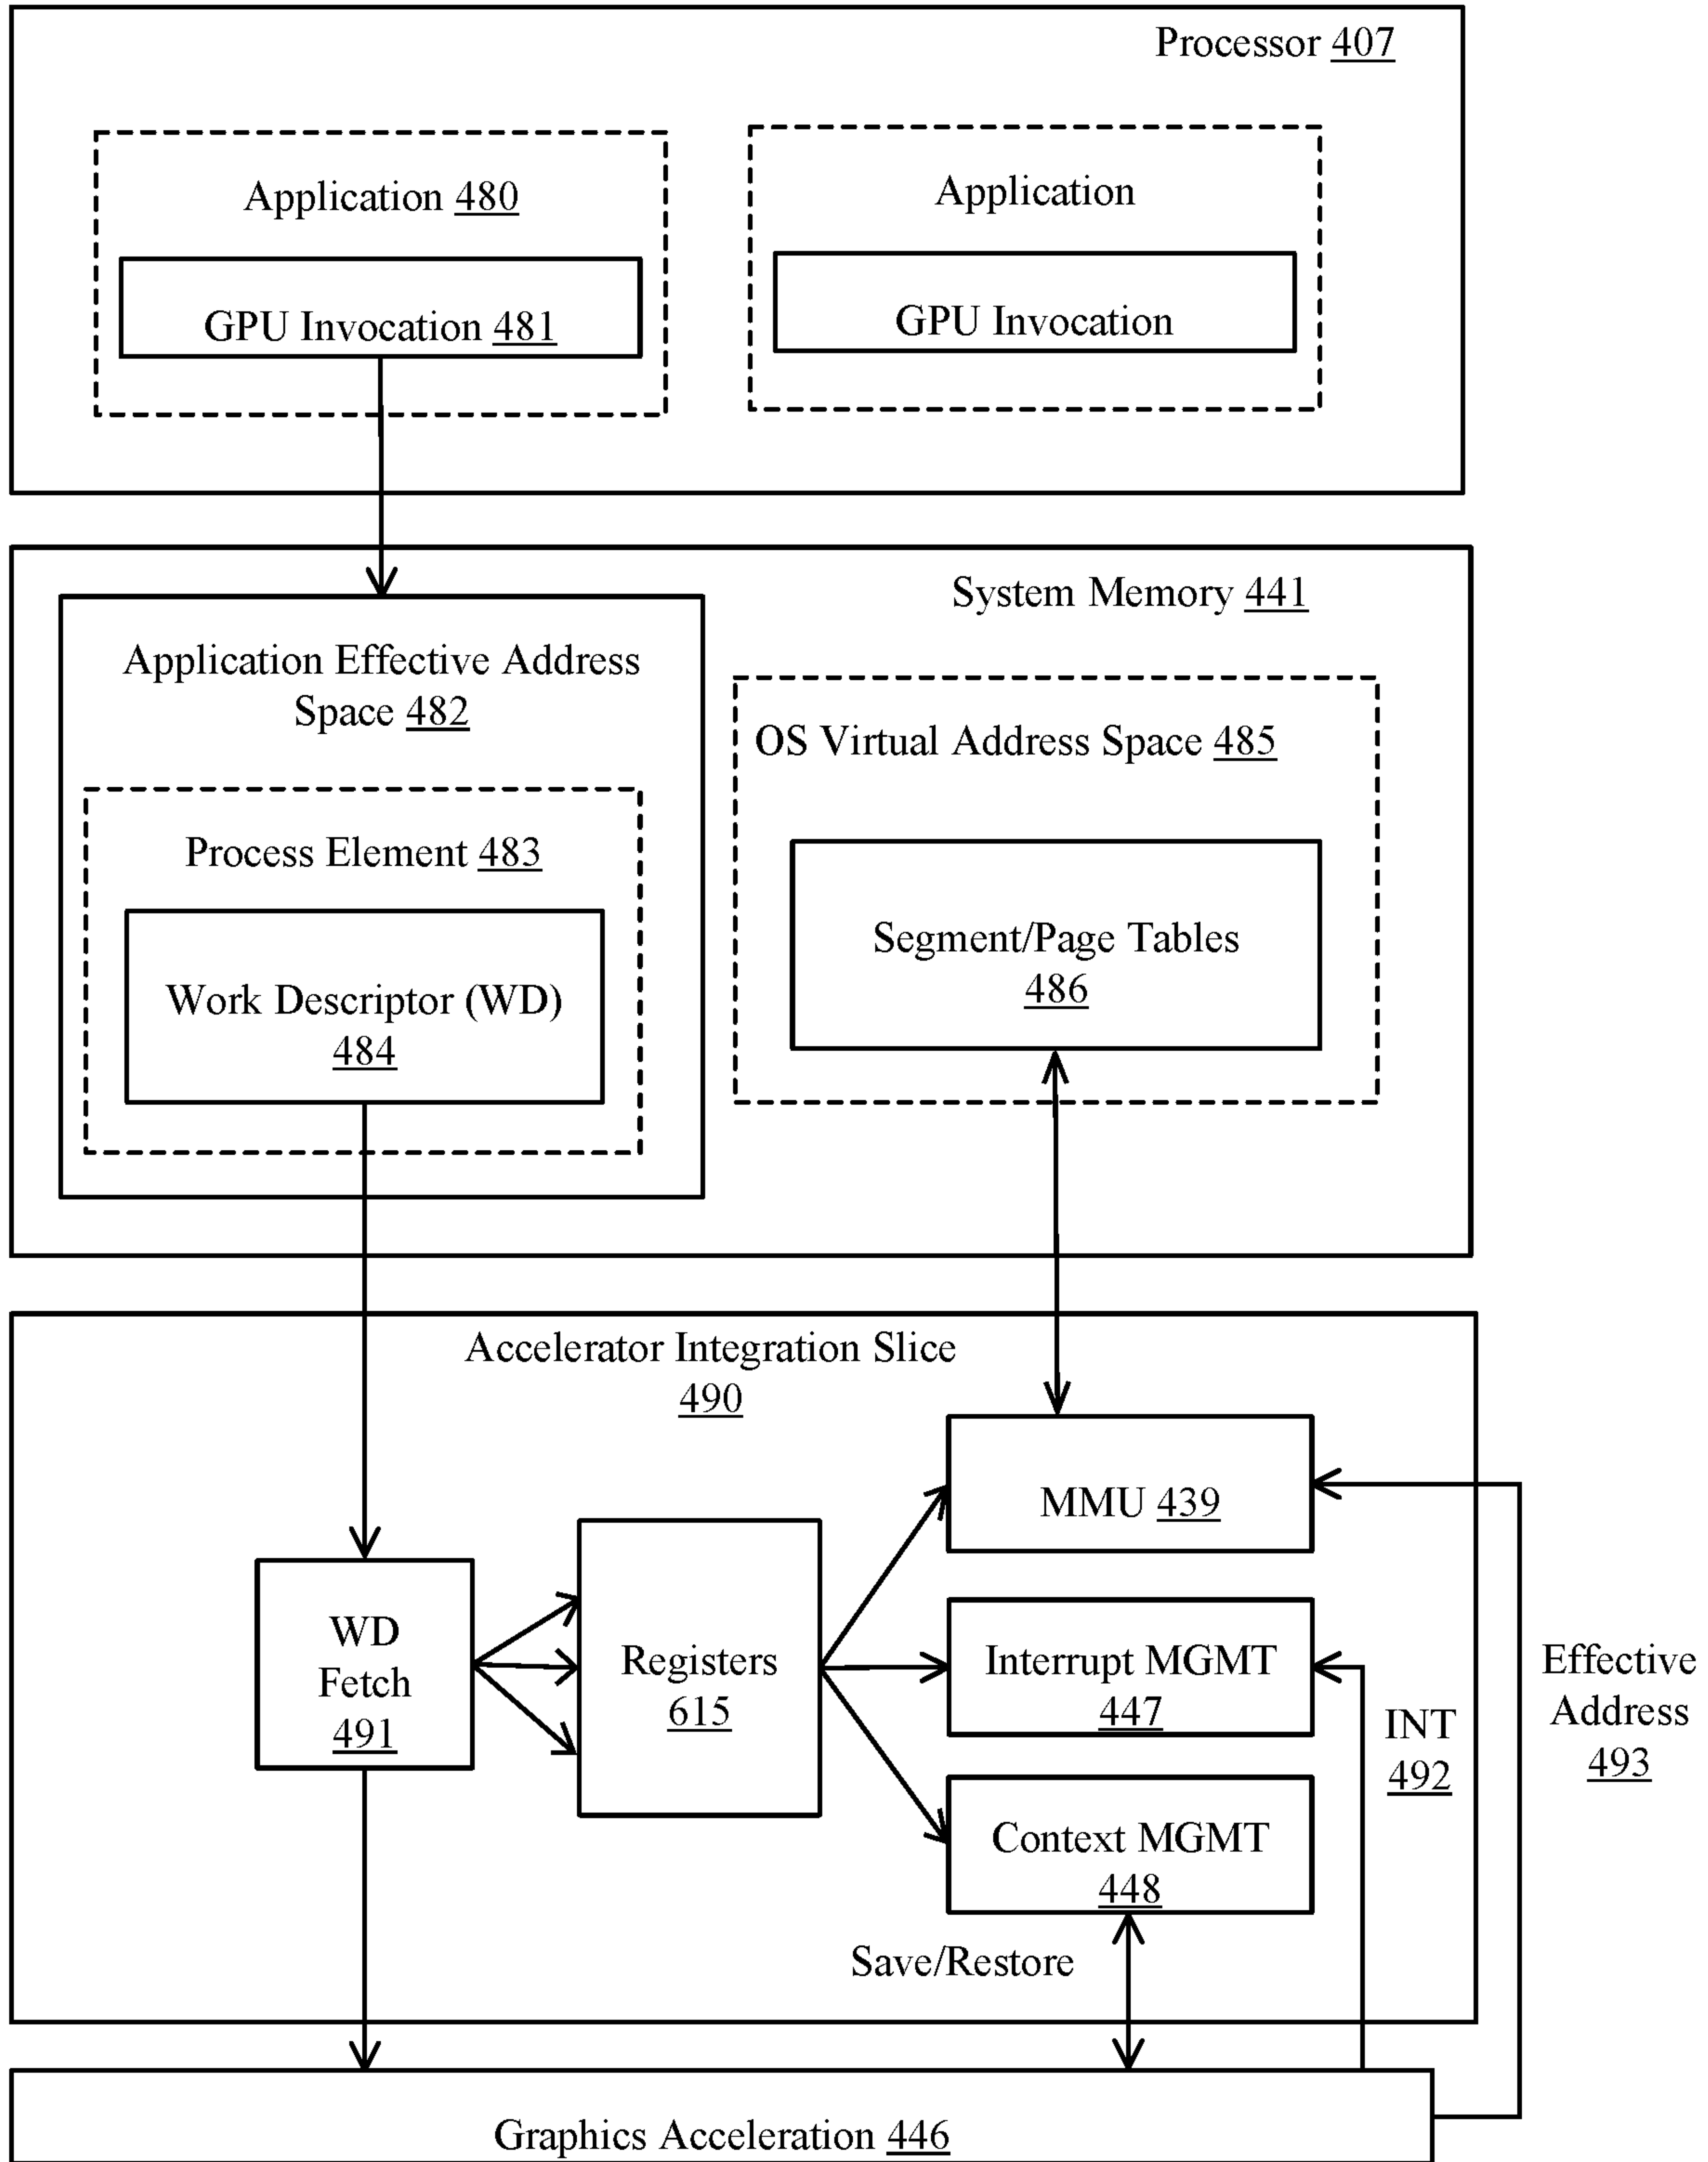 Processor 407
Application 480
GPU Invocation 481
Application
GPU Invocation
System Memory 441
Application Effective Address
Space 482
Process Element 483
Work Descriptor (WD)
484
OS Virtual Address Space 485
Segment/Page Tables
486
Accelerator Integration Slice
490
WD
Fetch
491
Registers
615
MMU 439
Interrupt MGMT
447
Context MGMT
448
Save/Restore
INT
492
Effective
Address
493
Graphics Acceleration 446